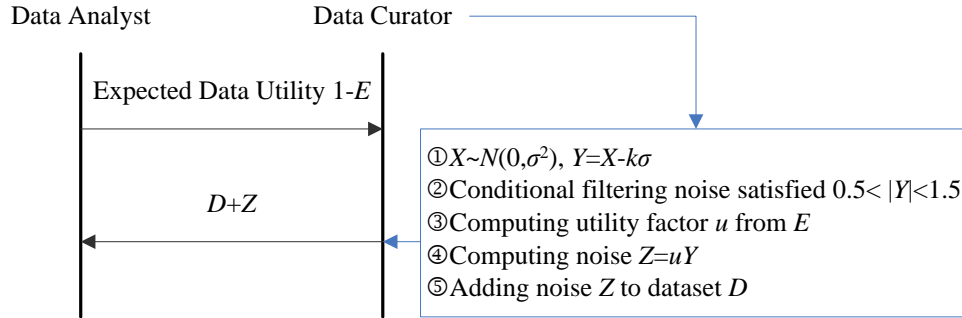 Data Analyst
Data Curator
Expected Data Utility 1-E
D+Z
①X~N(0,σ²), Y=X-kσ
②Conditional filtering noise satisfied 0.5< |Y|<1.5
③Computing utility factor u from E
④Computing noise Z=uY
⑤Adding noise Z to dataset D